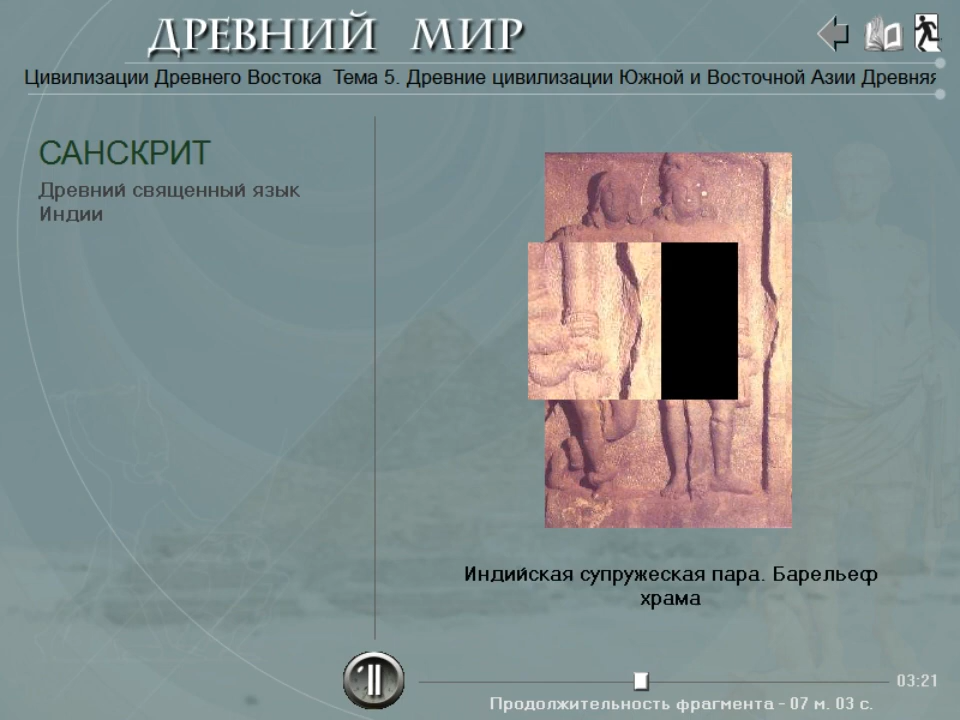 ДРЕВНИЙ МИР
Цивилизации Древнего Востока Тема 5. Древние цивилизации Южной и Восточной Азии Древняя
САНСКРИТ
Древний священный язык
Индии
Индийская супружеская пара. Барельеф
храма
03:21
Продолжительность фрагмента - 07 м. 03 с.